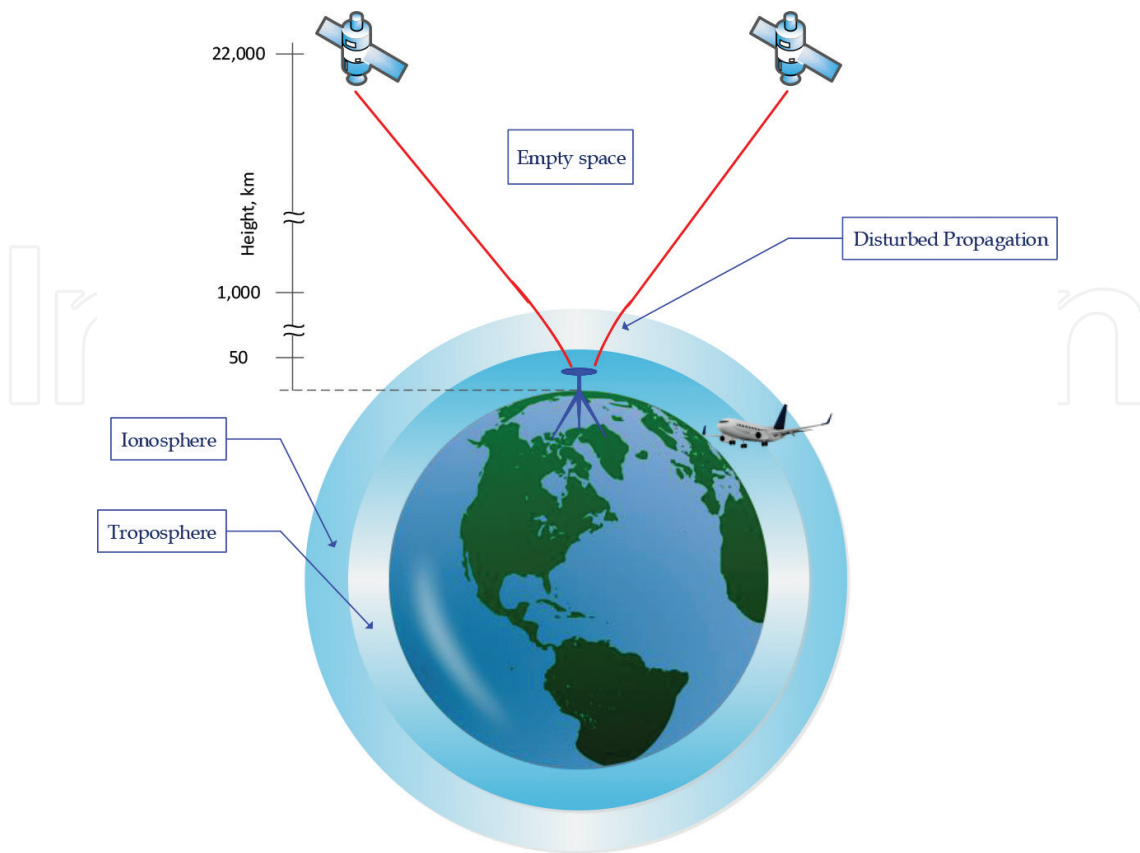 22,000
Height, km
Empty space
Disturbed Propagation
1,000
50
Ionosphere
Troposphere